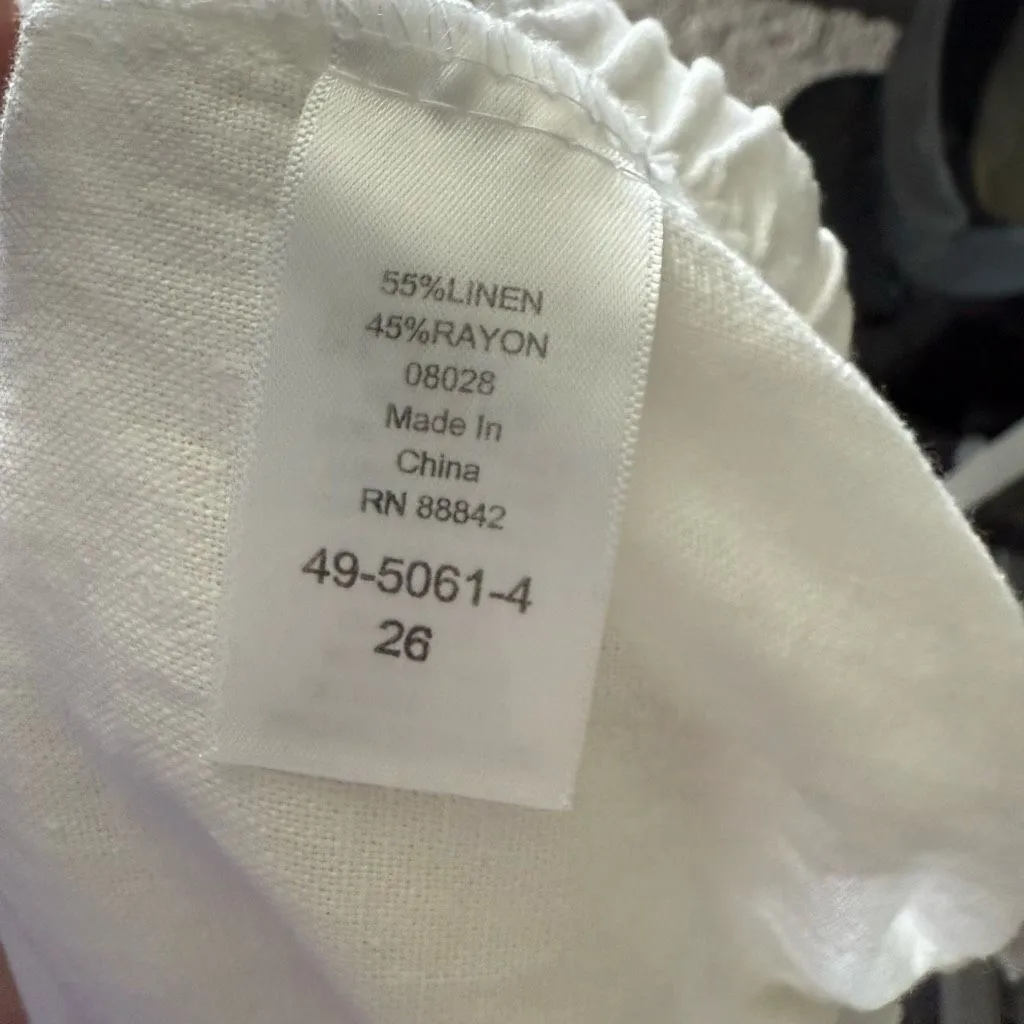 55%LINEN
45%RAYON
08028
Made In
China
RN 88842
49-5061-4
26